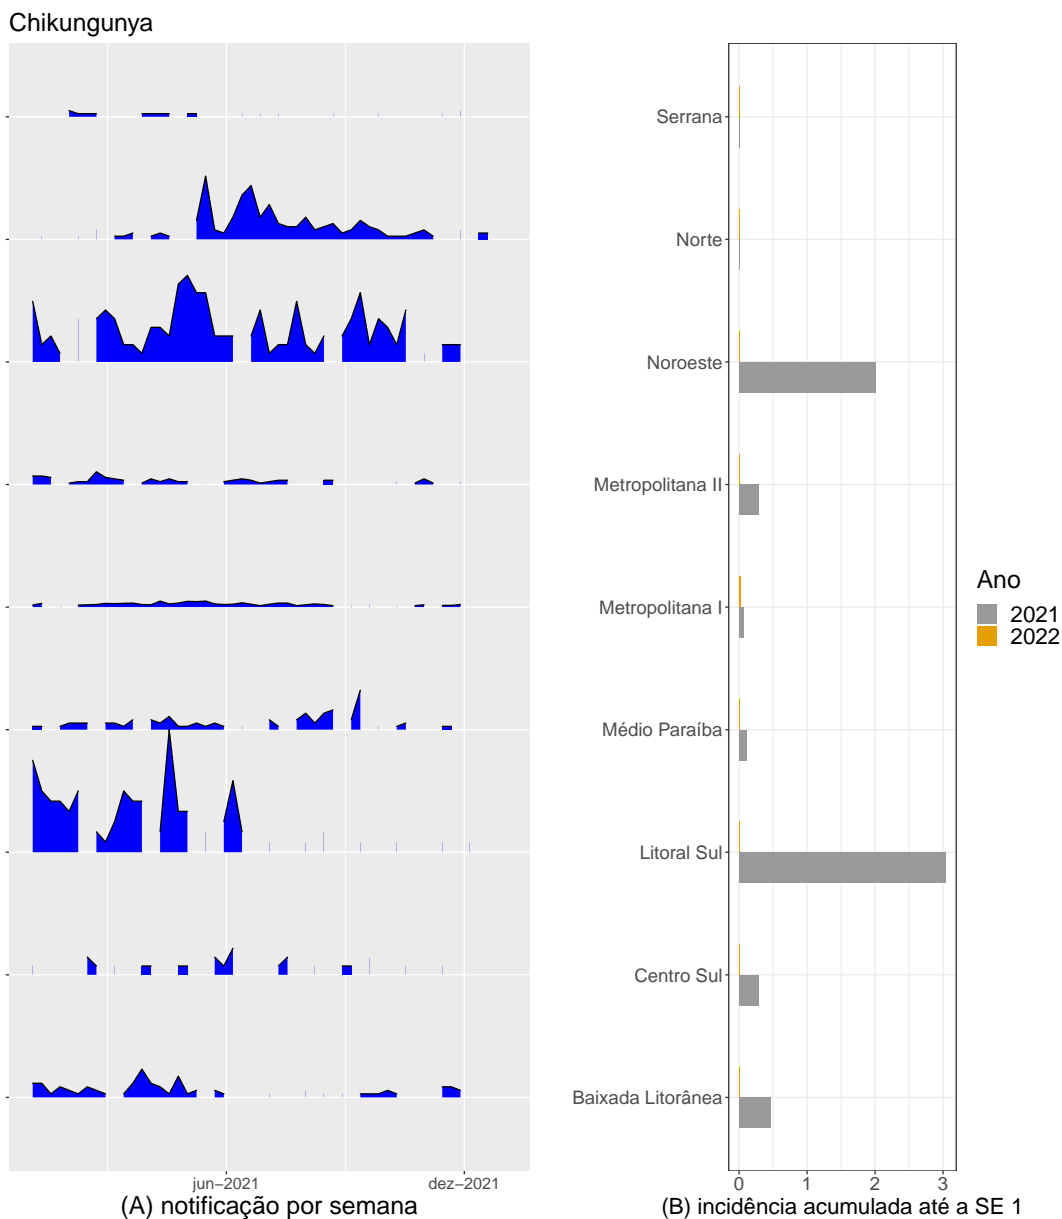 Chikungunya
Serrana
Norte
Noroeste
Metropolitana II
Metropolitana I
Médio Paraíba
Litoral Sul
Centro Sul
Baixada Litorânea
Ano
2021
2022
jun–2021
dez–2021
(A) notificação por semana
0
1
2
3
(B) incidência acumulada até a SE 1